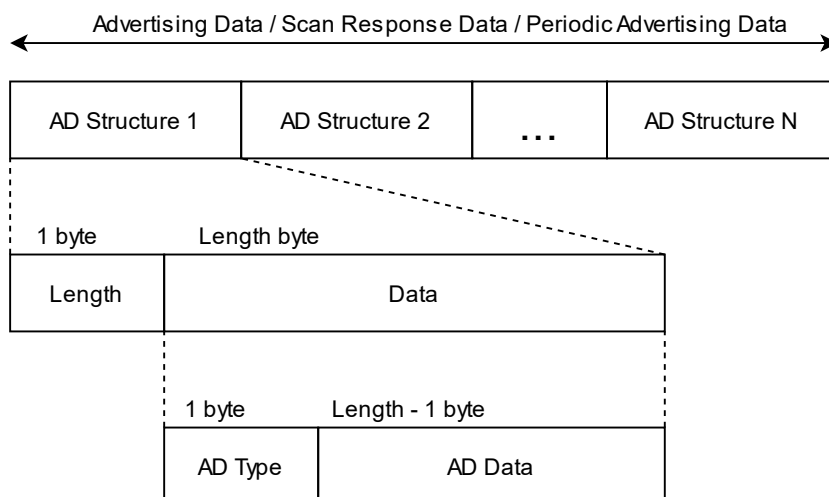 Advertising Data / Scan Response Data / Periodic Advertising Data
AD Structure 1 AD Structure 2 ... AD Structure N
1 byte Length byte
Length Data
1 byte Length - 1 byte
AD Type AD Data